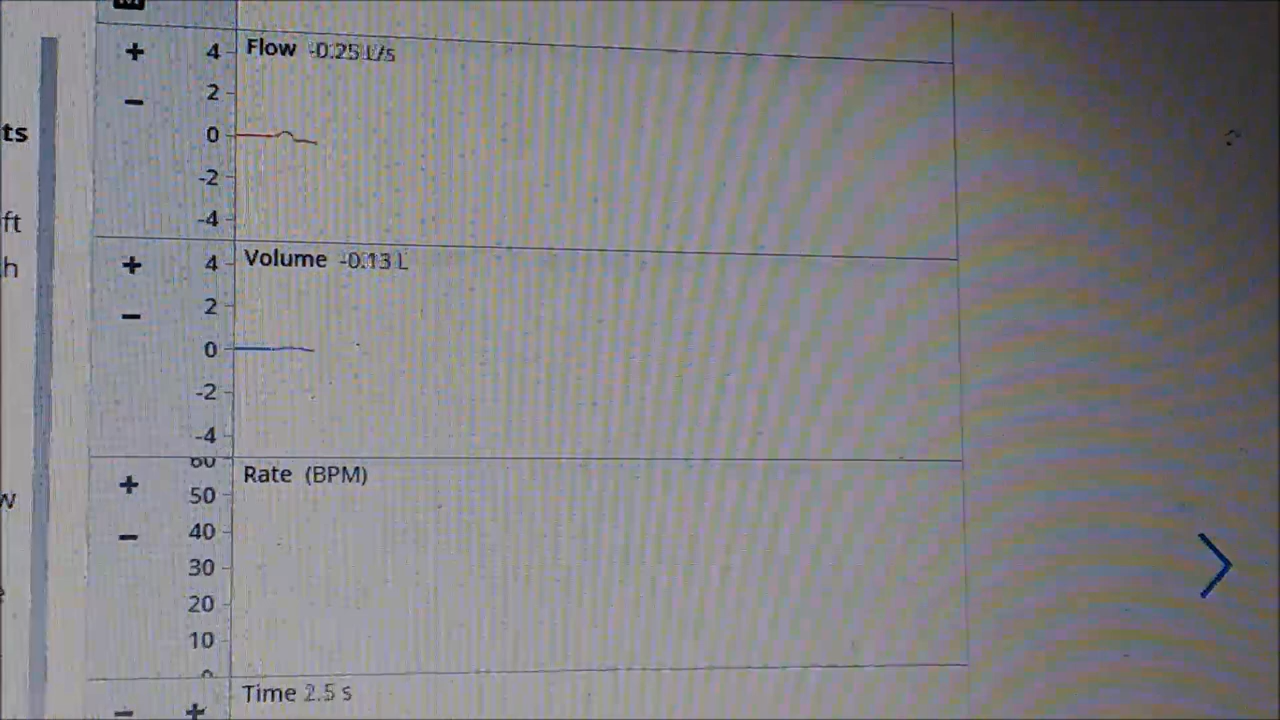 4 Flow -0.25 L/s
2
ts
0
-2
ft
-4
4 Volume -0.13 L
h
2
0
-2
-4
60
Rate (BPM)
50
w
40
30
20
10
0
Time 2.5 s